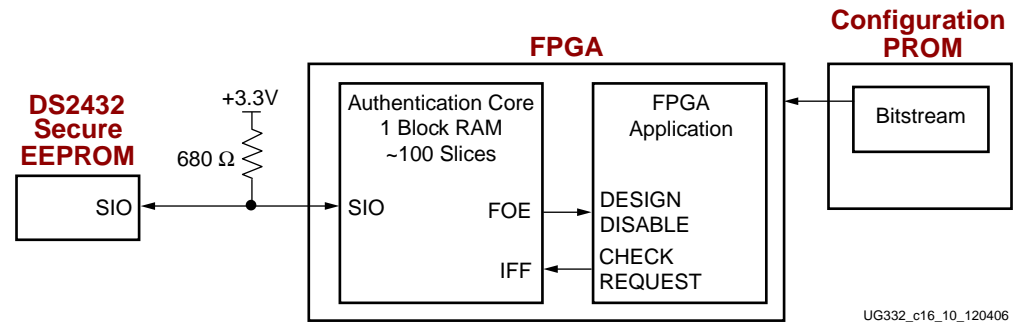 DS2432
Secure
EEPROM
SIO
+3.3V
680 Ω
FPGA
Authentication Core
1 Block RAM
~100 Slices
SIO
FOE
IFF
FPGA
Application
DESIGN
DISABLE
CHECK
REQUEST
Configuration
PROM
Bitstream
UG332_c16_10_120406